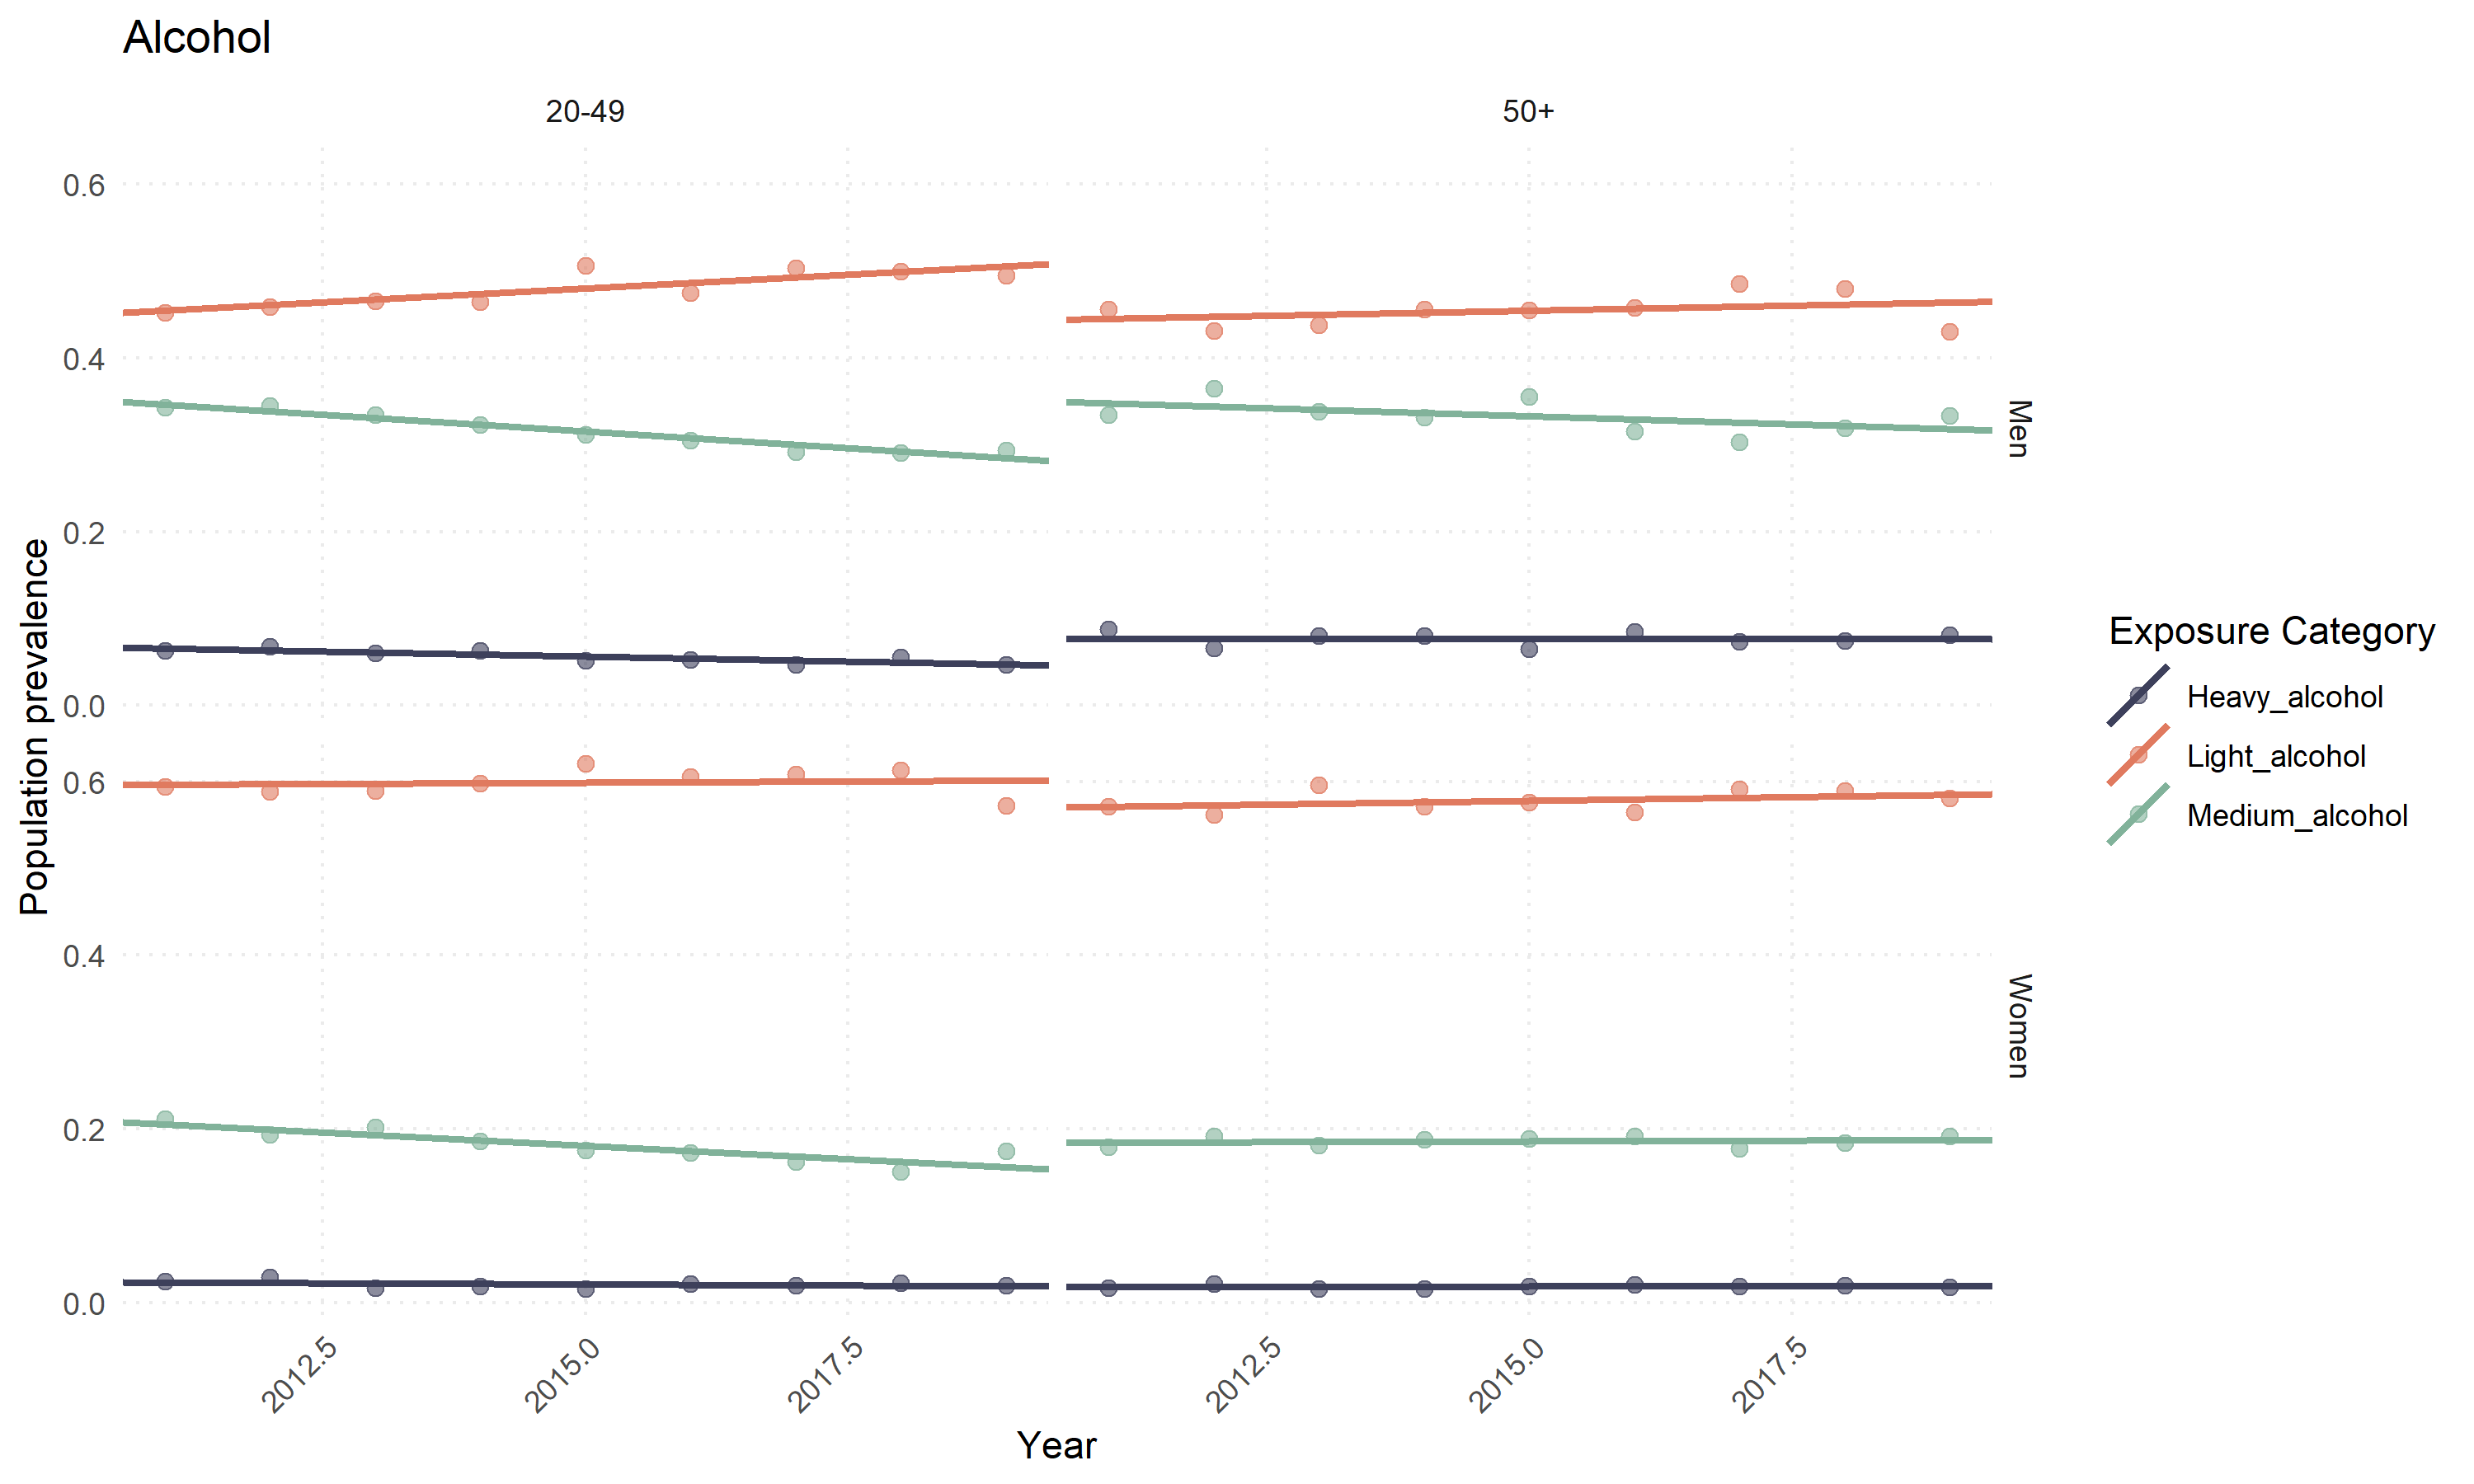 Alcohol
20-49
50+
0.6
0.4
0.2
0.0
Men
0.6
0.4
0.2
0.0
Women
Population prevalence
2012.5
2015.0
2017.5
2012.5
2015.0
2017.5
Year
Exposure Category
Heavy_alcohol
Light_alcohol
Medium_alcohol